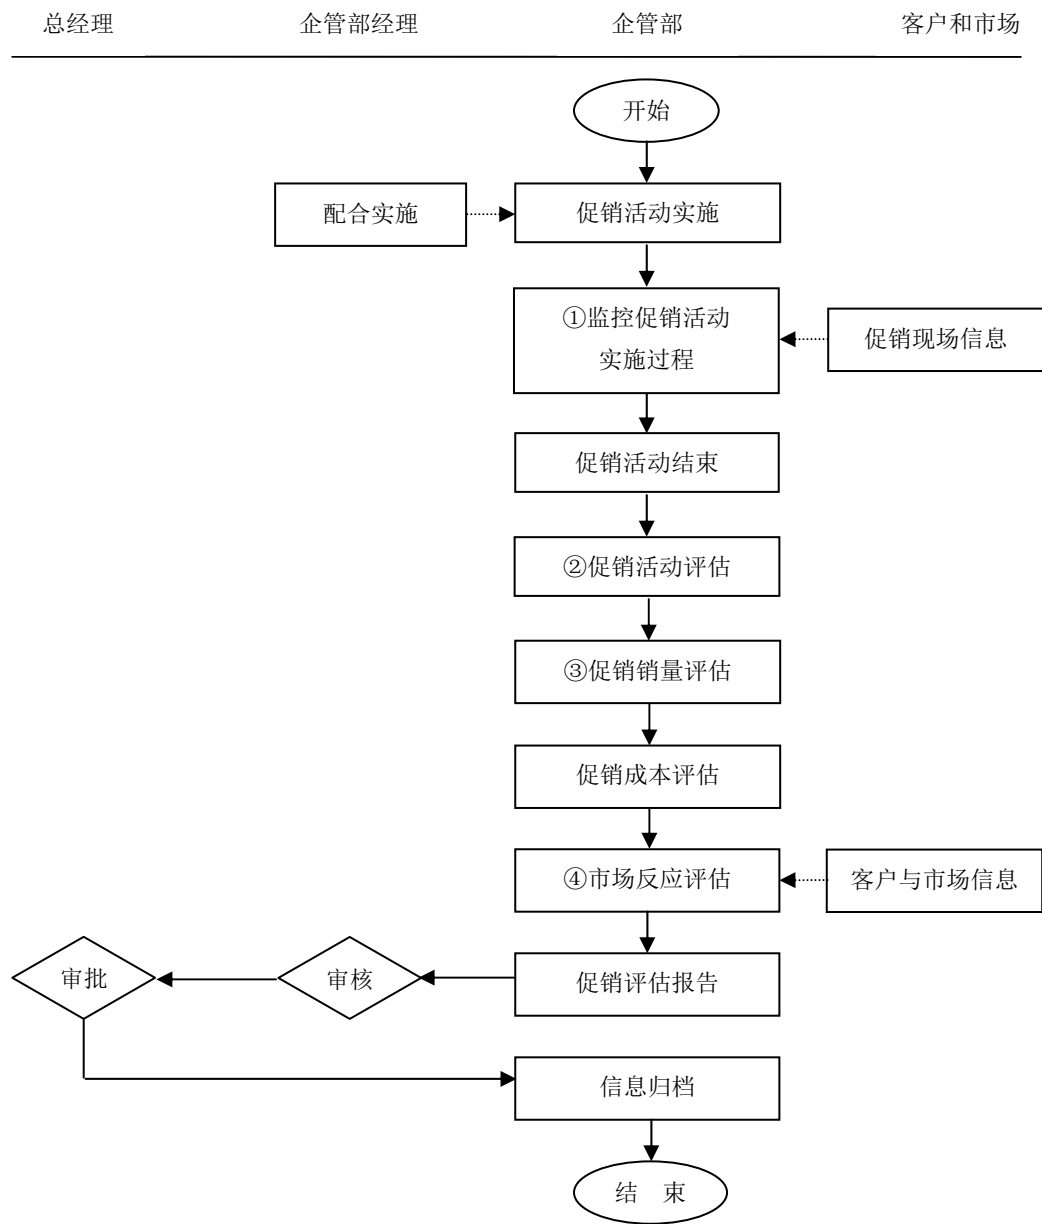 总经理 企管部经理 企管部 客户和市场
开始
配合实施 促销活动实施
①监控促销活动
实施过程
促销现场信息
促销活动结束
②促销活动评估
③促销销量评估
促销成本评估
④市场反应评估 客户与市场信息
审批 审核 促销评估报告
信息归档
结 束